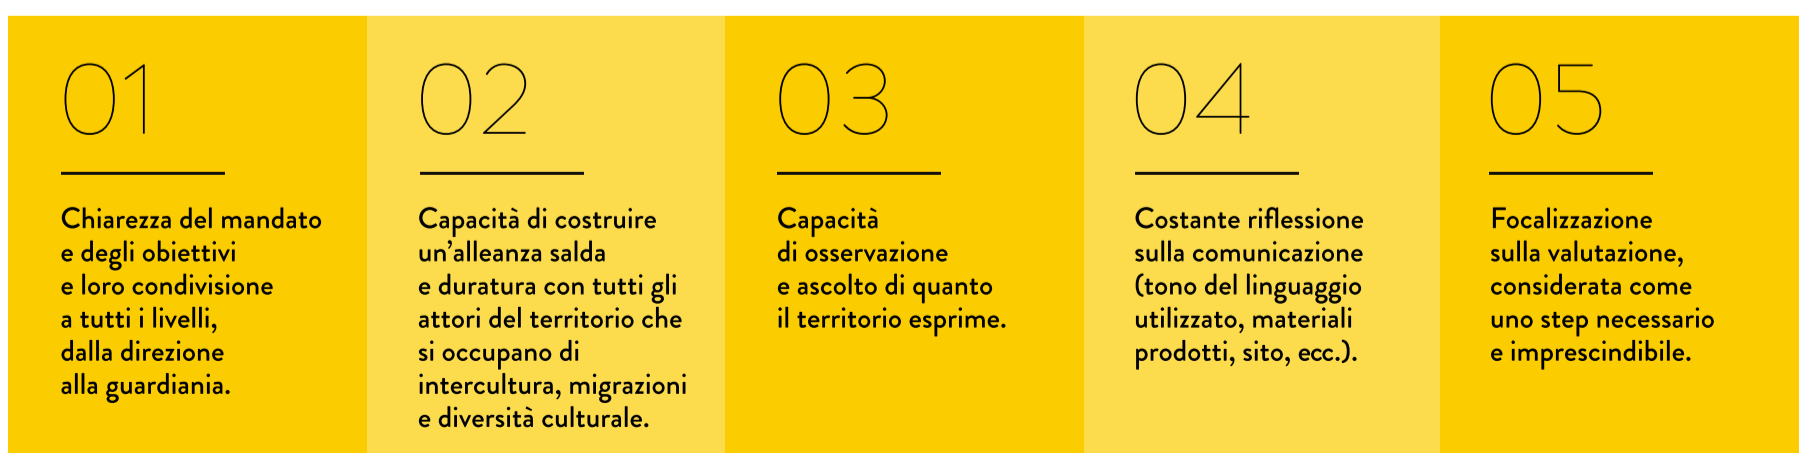 01
Chiarezza del mandato
e degli obiettivi
e loro condivisione
a tutti i livelli,
dalla direzione
alla guardiania.
02
Capacità di costruire
un’alleanza salda
e duratura con tutti gli
attori del territorio che
si occupano di
intercultura, migrazioni
e diversità culturale.
03
Capacità
di osservazione
e ascolto di quanto
il territorio esprime.
04
Costante riflessione
sulla comunicazione
(tono del linguaggio
utilizzato, materiali
prodotti, sito, ecc.).
05
Focalizzazione
sulla valutazione,
considerata come
uno step necessario
e imprescindibile.